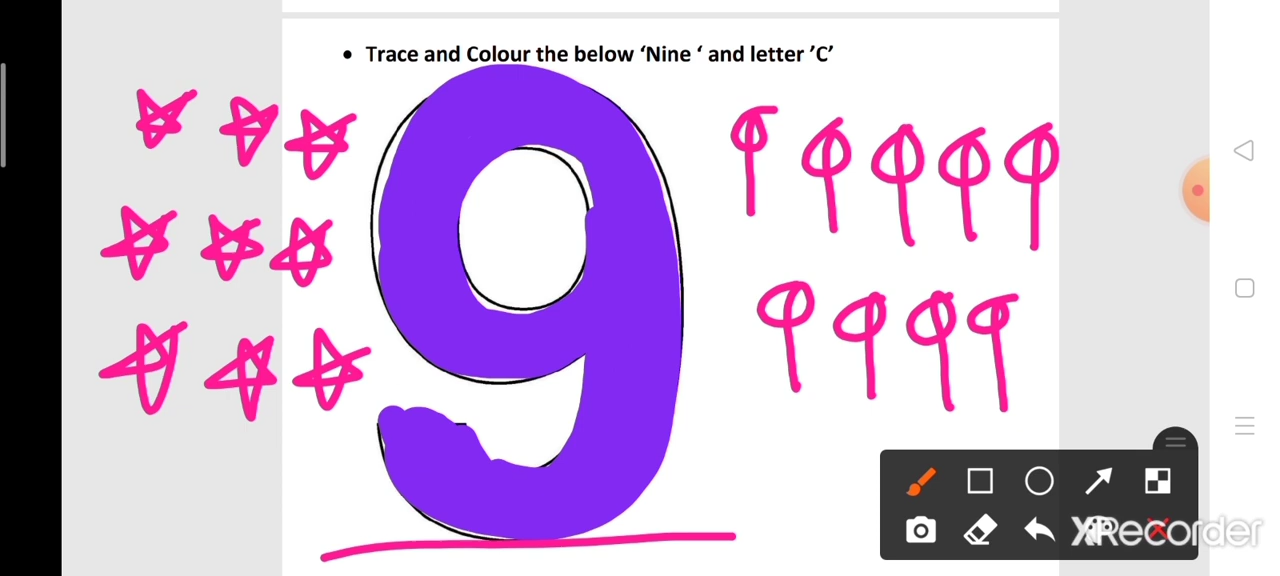 • Trace and Colour the below ‘Nine ‘ and letter ’C’
9
XRecorder